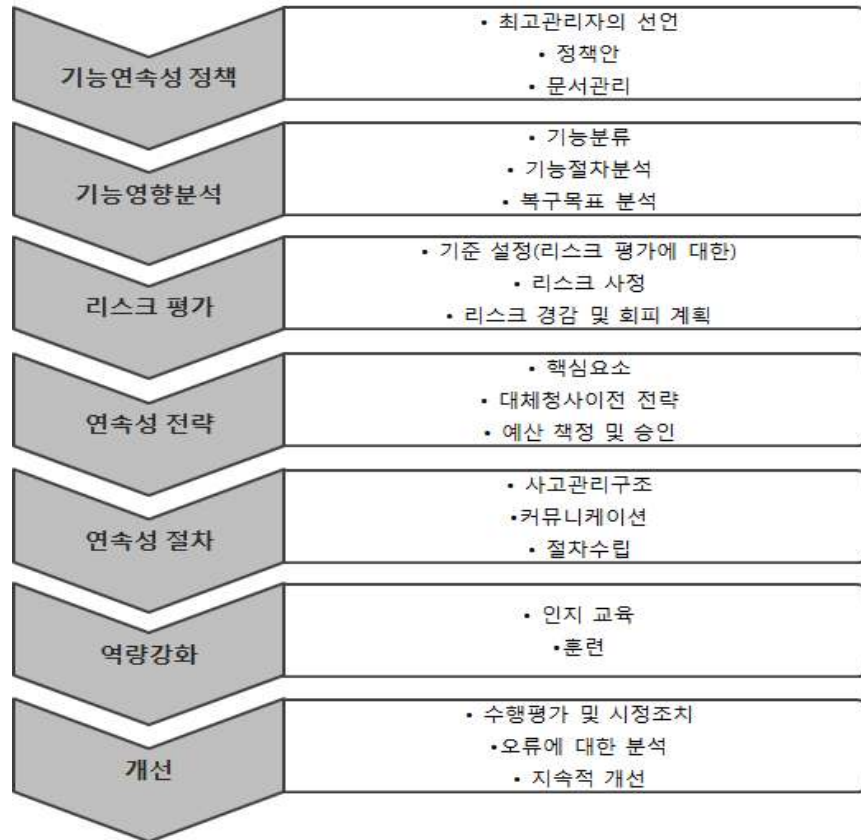 기능연속성 정책
• 최고관리자의 선언
• 정책안
• 문서관리
기능영향분석
• 기능분류
• 기능절차분석
• 복구목표 분석
리스크 평가
• 기준 설정(리스크 평가에 대한)
• 리스크 사정
• 리스크 경감 및 회피 계획
연속성 전략
• 핵심요소
• 대체청사이전 전략
• 예산 책정 및 승인
연속성 절차
• 사고관리구조
•커뮤니케이션
• 절차수립
역량강화
• 인지 교육
•훈련
개선
• 수행평가 및 시정조치
•오류에 대한 분석
• 지속적 개선